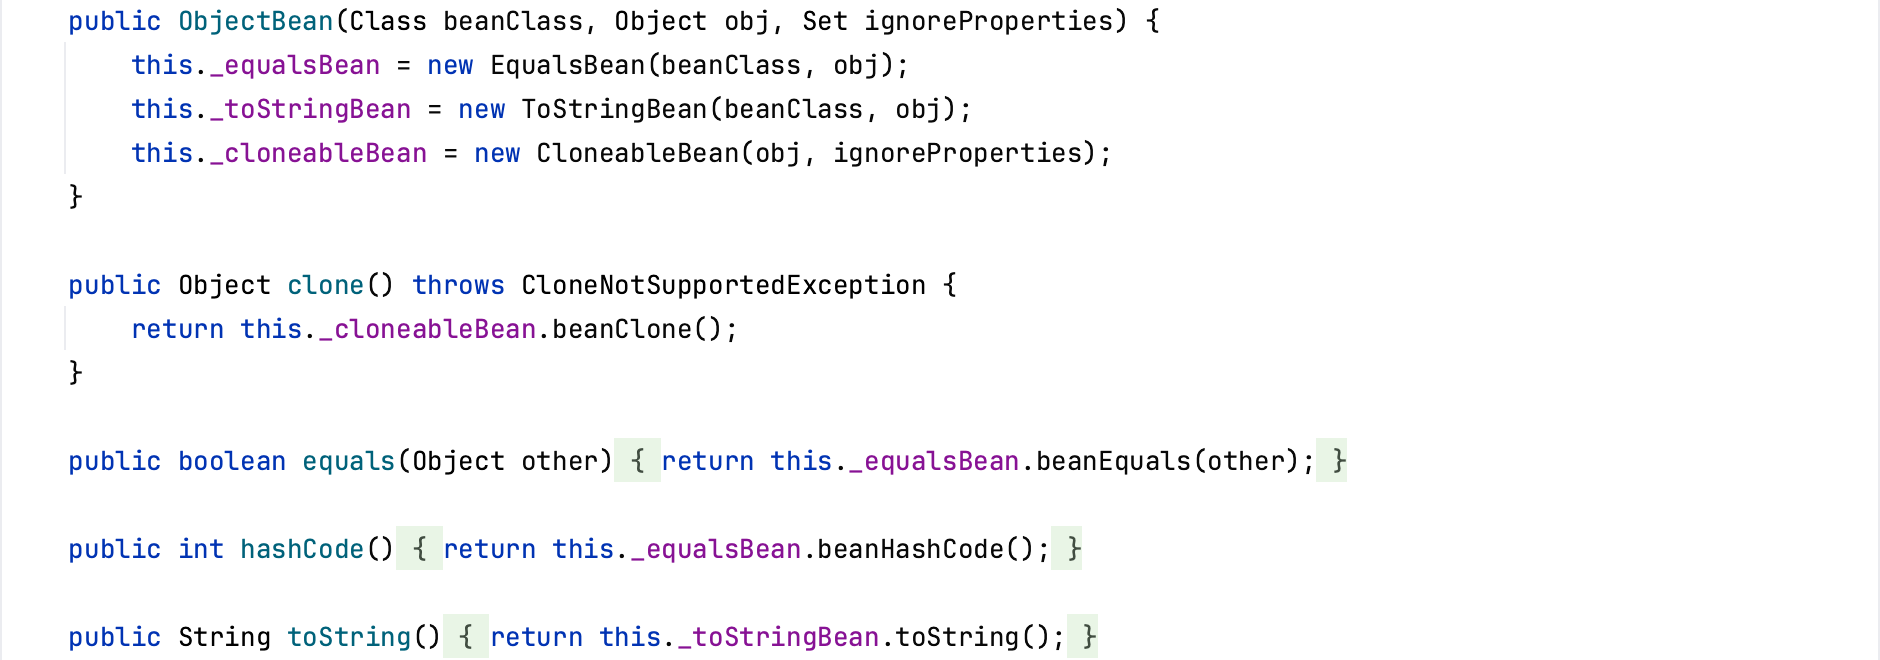 public ObjectBean(Class beanClass, Object obj, Set ignoreProperties) {
    this._equalsBean = new EqualsBean(beanClass, obj);
    this._toStringBean = new ToStringBean(beanClass, obj);
    this._cloneableBean = new CloneableBean(obj, ignoreProperties);
}
public Object clone() throws CloneNotSupportedException {
    return this._cloneableBean.beanClone();
}
public boolean equals(Object other) { return this._equalsBean.beanEquals(other); }
public int hashCode() { return this._equalsBean.beanHashCode(); }
public String toString() { return this._toStringBean.toString(); }